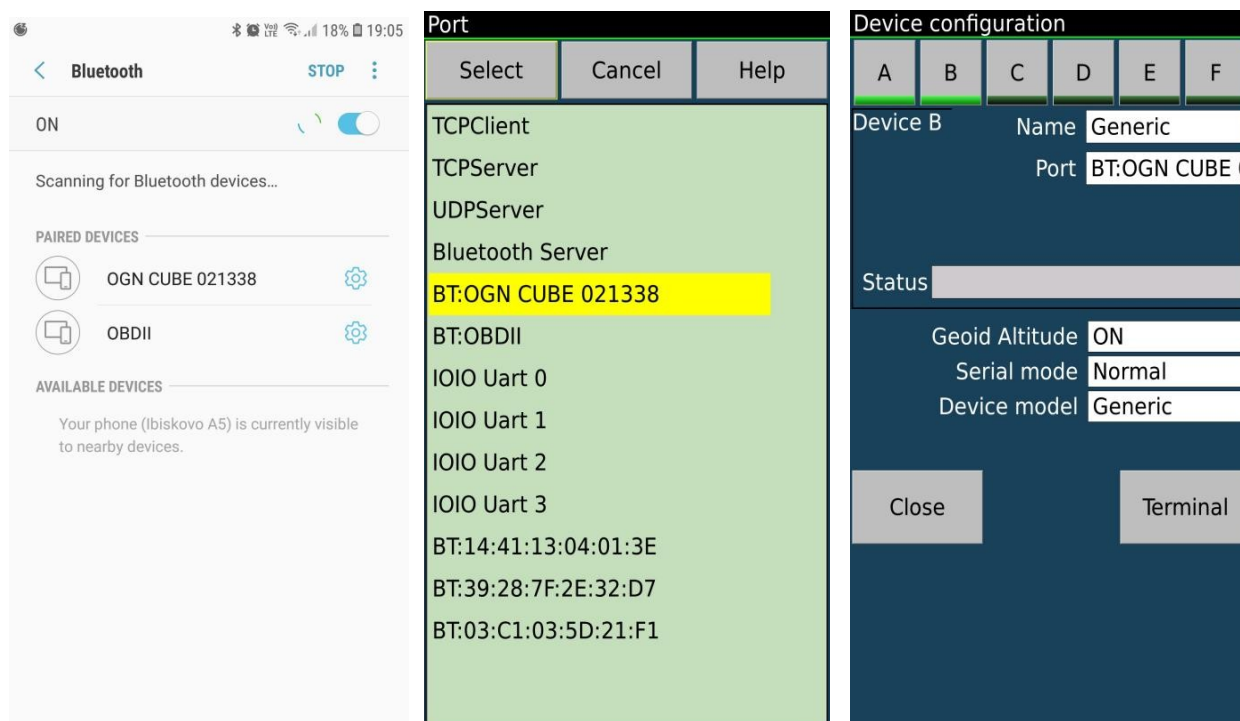 18% 19:05
Bluetooth STOP
ON
Scanning for Bluetooth devices...
PAIRED DEVICES
OGN CUBE 021338
OBDII
AVAILABLE DEVICES
Your phone (Ibiskovo A5) is currently visible
to nearby devices.
Port
Select Cancel Help
TCPClient
TCPServer
UDPServer
Bluetooth Server
BT:OGN CUBE 021338
BT:OBDII
IOIO Uart 0
IOIO Uart 1
IOIO Uart 2
IOIO Uart 3
BT:14:41:13:04:01:3E
BT:39:28:7F:2E:32:D7
BT:03:C1:03:5D:21:F1
Device configuration
A B C D E F
Device B Name Generic
Port BT:OGN CUBE
Status
Geoid Altitude ON
Serial mode Normal
Device model Generic
Close Terminal